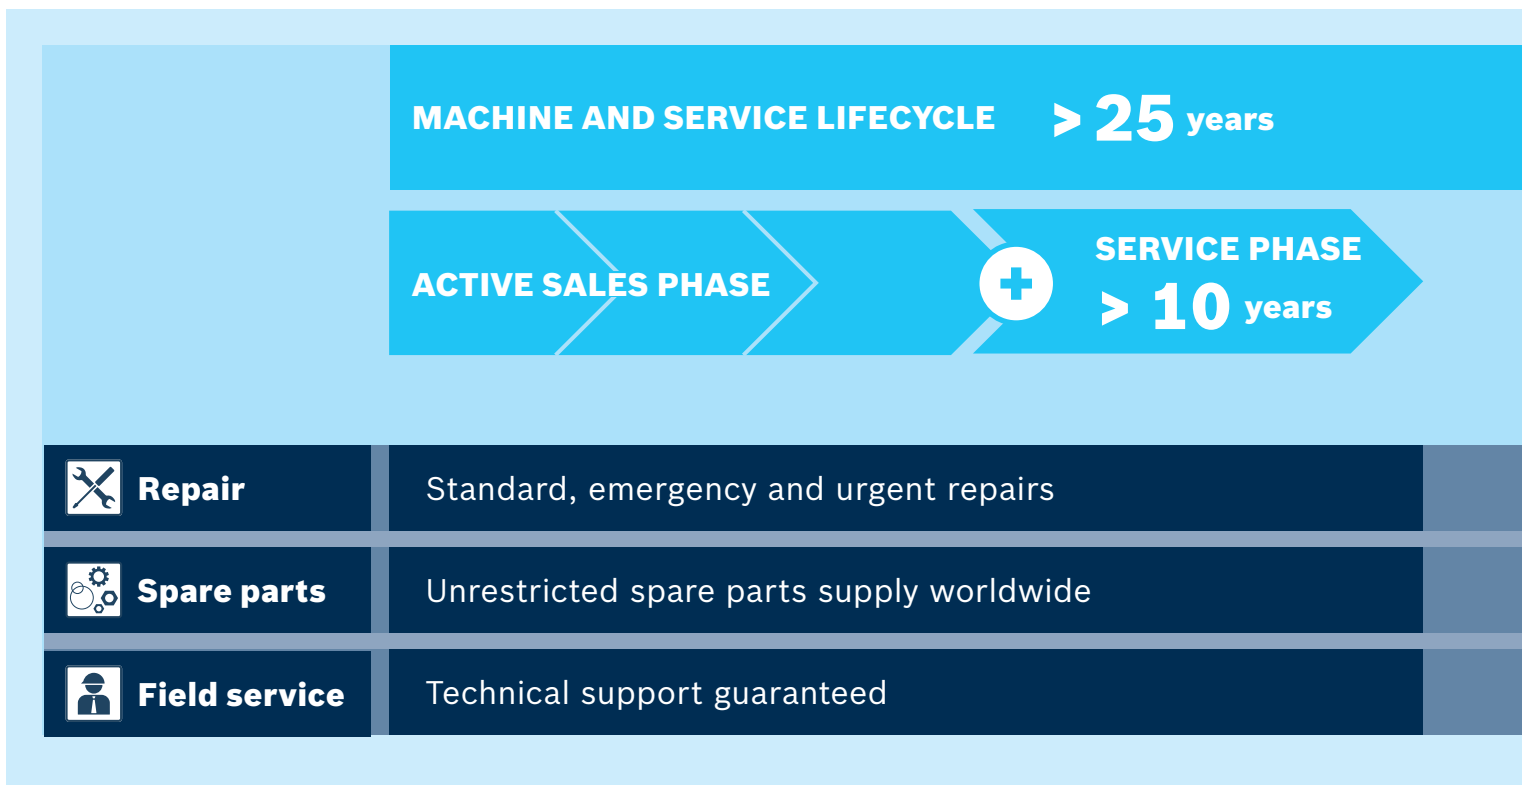 MACHINE AND SERVICE LIFECYCLE > 25 years
ACTIVE SALES PHASE
SERVICE PHASE
> 10 years
Repair
Standard, emergency and urgent repairs
Spare parts
Unrestricted spare parts supply worldwide
Field service
Technical support guaranteed